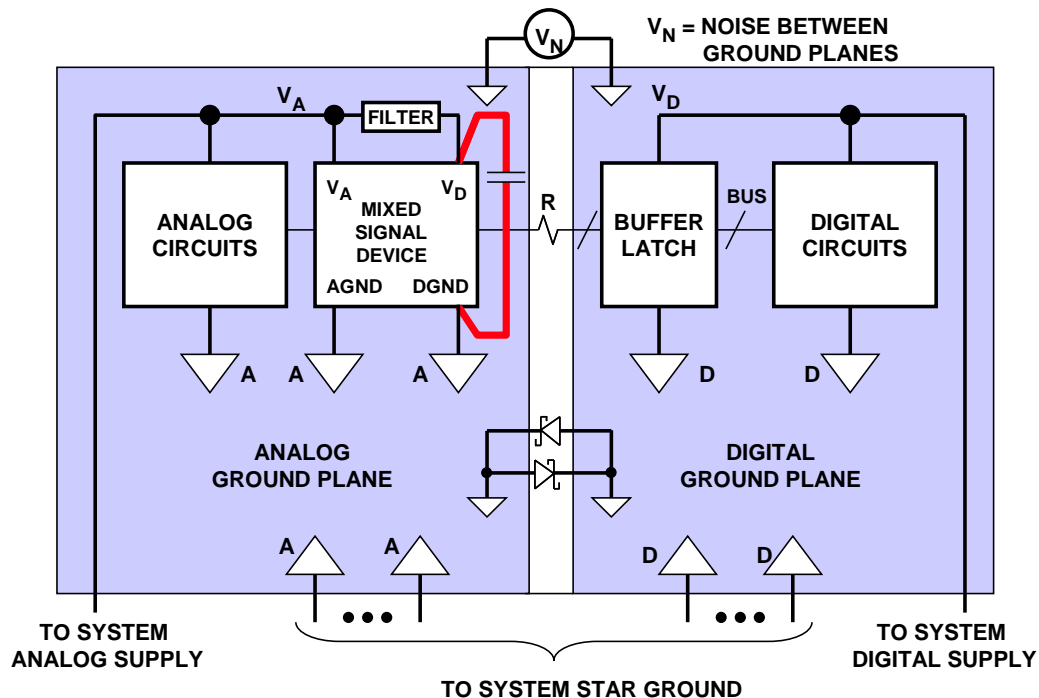 V_N
V_N = NOISE BETWEEN
GROUND PLANES
V_A
FILTER
V_D
ANALOG
CIRCUITS
V_A
V_D
MIXED
SIGNAL
DEVICE
AGND
DGND
R
BUFFER
LATCH
BUS
DIGITAL
CIRCUITS
A
A
A
D
D
ANALOG
GROUND PLANE
DIGITAL
GROUND PLANE
A
A
D
D
TO SYSTEM
ANALOG SUPPLY
TO SYSTEM
DIGITAL SUPPLY
TO SYSTEM STAR GROUND